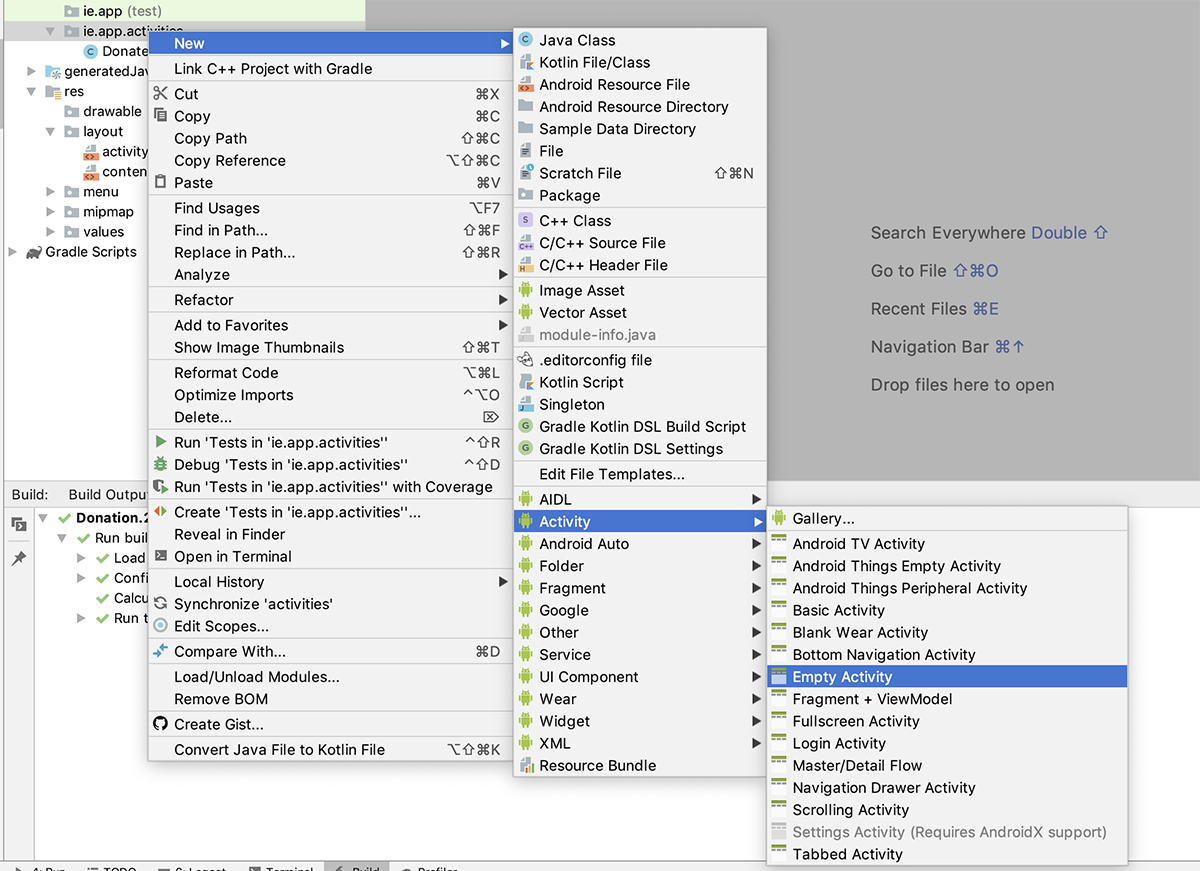 ie.app (test)
ie.app.activities
Donate
generatedJav
res
drawable
layout
activity
conten
menu
mipmap
values
Gradle Scripts
New
Link C++ Project with Gradle
Cut ⌘X
Copy ⌘C
Copy Path ⇧⌘C
Copy Reference ⌥⇧⌘C
Paste ⌘V
Find Usages ⌥F7
Find in Path... ⇧⌘F
Replace in Path... ⇧⌘R
Analyze
Refactor
Add to Favorites
Show Image Thumbnails ⇧⌘T
Reformat Code ⌥⌘L
Optimize Imports ^⌥O
Delete... ⌦
Run 'Tests in 'ie.app.activities'' ^⇧R
Debug 'Tests in 'ie.app.activities'' ^⇧D
Run 'Tests in 'ie.app.activities'' with Coverage
Create 'Tests in 'ie.app.activities''...
Reveal in Finder
Open in Terminal
Local History
Synchronize 'activities'
Edit Scopes...
Compare With... ⌘D
Load/Unload Modules...
Remove BOM
Create Gist...
Convert Java File to Kotlin File ⌥⇧⌘K
Java Class
Kotlin File/Class
Android Resource File
Android Resource Directory
Sample Data Directory
File
Scratch File ⇧⌘N
Package
C++ Class
C/C++ Source File
C/C++ Header File
Image Asset
Vector Asset
module-info.java
.editorconfig file
Kotlin Script
Singleton
Gradle Kotlin DSL Build Script
Gradle Kotlin DSL Settings
Edit File Templates...
AIDL
Activity
Android Auto
Folder
Fragment
Google
Other
Service
UI Component
Wear
Widget
XML
Resource Bundle
Gallery...
Android TV Activity
Android Things Empty Activity
Android Things Peripheral Activity
Basic Activity
Blank Wear Activity
Bottom Navigation Activity
Empty Activity
Fragment + ViewModel
Fullscreen Activity
Login Activity
Master/Detail Flow
Navigation Drawer Activity
Scrolling Activity
Settings Activity (Requires AndroidX support)
Tabbed Activity
Search Everywhere Double ⇧
Go to File ⇧⌘O
Recent Files ⌘E
Navigation Bar ⌘↑
Drop files here to open
Build: Build Outpu
Donation.2
Run buil
Load
Confi
Calcu
Run t
4: Run TODO 6: Logcat Terminal Build Profiler